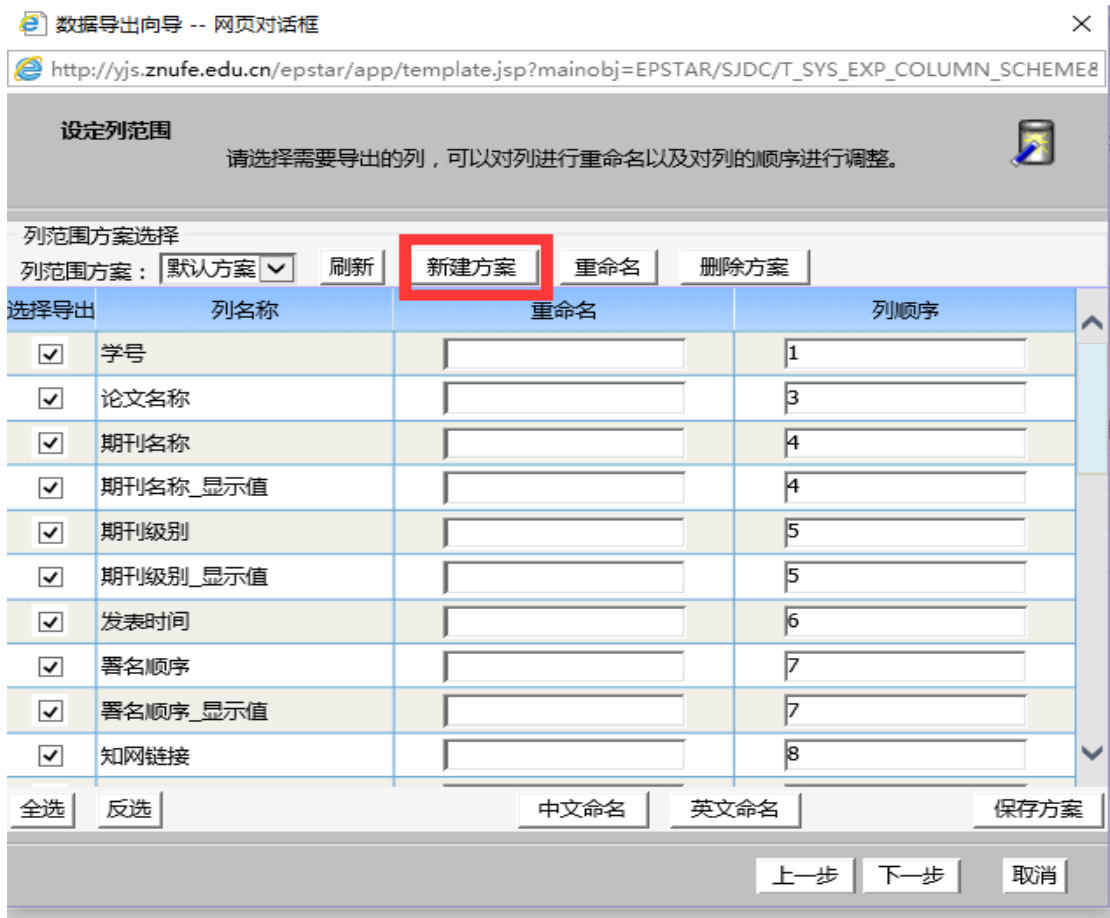 数据导出向导 -- 网页对话框
http://yjs.znufe.edu.cn/epstar/app/template.jsp?mainobj=EPSTAR/SJDC/T_SYS_EXP_COLUMN_SCHEME&
设定列范围
请选择需要导出的列，可以对列进行重命名以及对列的顺序进行调整。
列范围方案选择
列范围方案： 默认方案 刷新 新建方案 重命名 删除方案
选择导出 列名称 重命名 列顺序
学号 1
论文名称 3
期刊名称 4
期刊名称_显示值 4
期刊级别 5
期刊级别_显示值 5
发表时间 6
署名顺序 7
署名顺序_显示值 7
知网链接 8
全选 反选 中文命名 英文命名 保存方案
上一步 下一步 取消